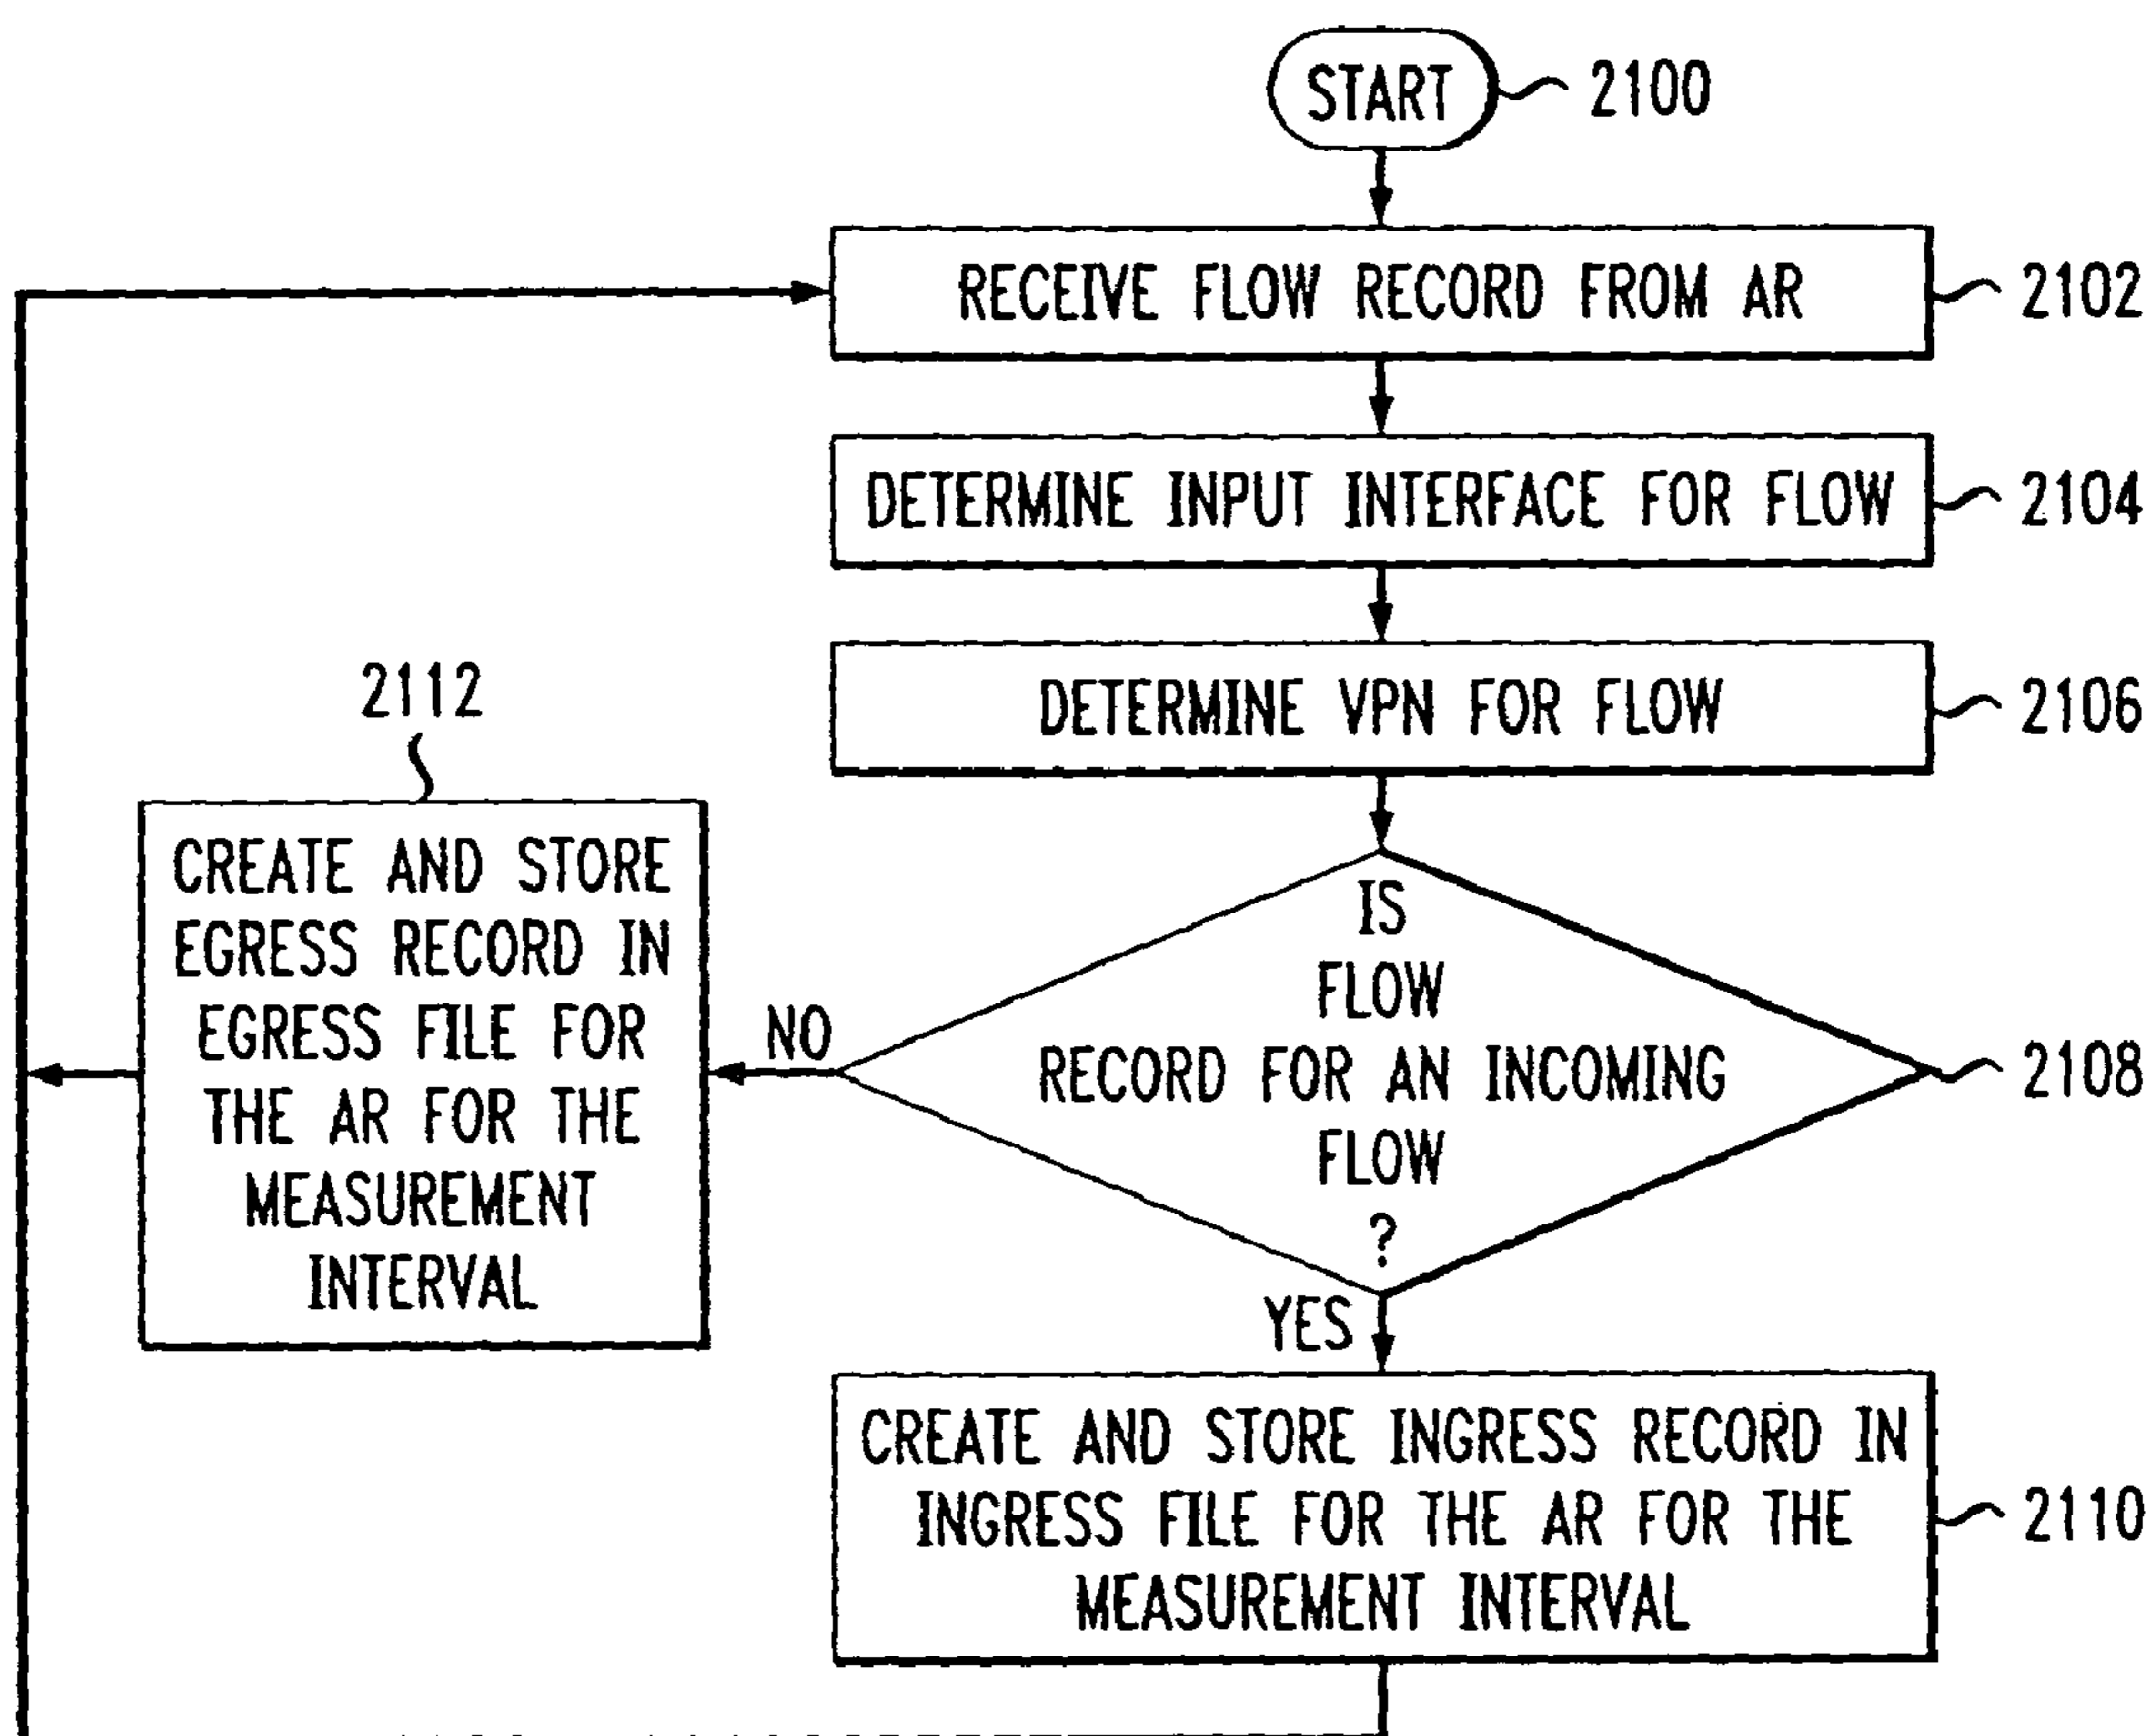 START
2100
RECEIVE FLOW RECORD FROM AR
2102
DETERMINE INPUT INTERFACE FOR FLOW
2104
DETERMINE VPN FOR FLOW
2106
IS
FLOW
RECORD FOR AN INCOMING
FLOW
?
2108
NO
2112
CREATE AND STORE
EGRESS RECORD IN
EGRESS FILE FOR
THE AR FOR THE
MEASUREMENT
INTERVAL
YES
CREATE AND STORE INGRESS RECORD IN
INGRESS FILE FOR THE AR FOR THE
MEASUREMENT INTERVAL
2110